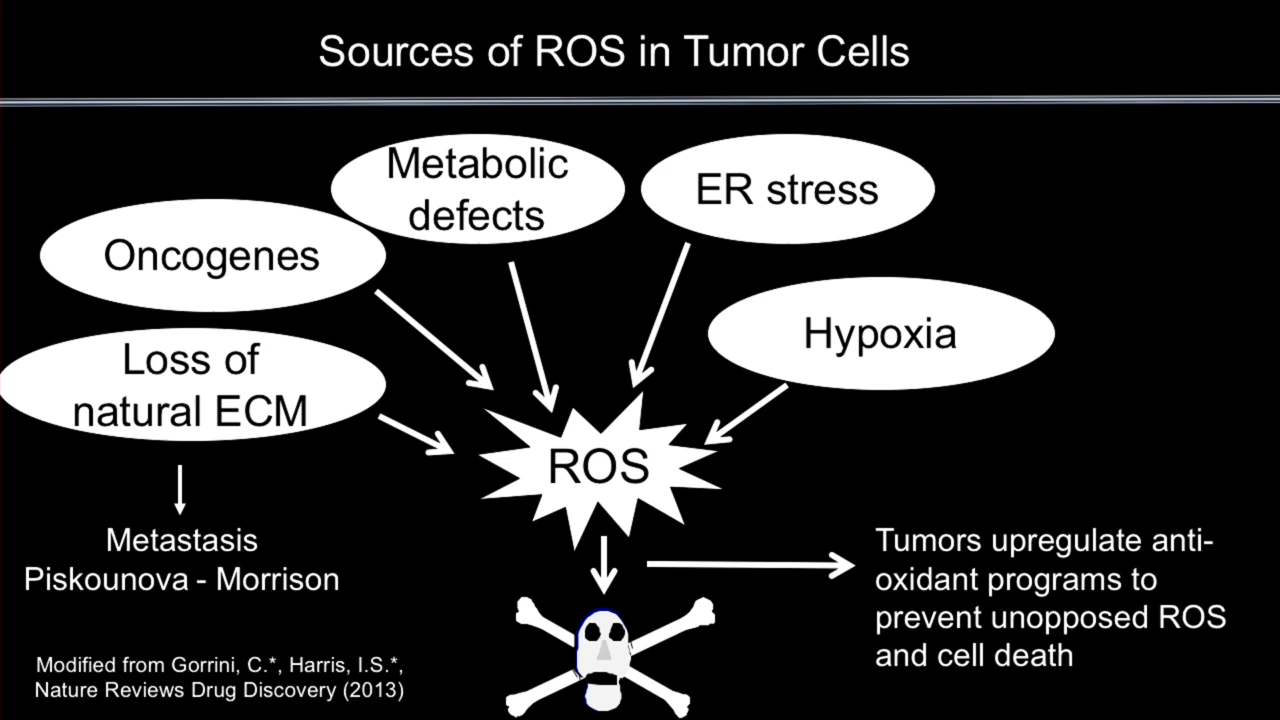 Sources of ROS in Tumor Cells
Metabolic
defects
ER stress
Oncogenes
Hypoxia
Loss of
natural ECM
ROS
Metastasis
Piskounova - Morrison
Tumors upregulate anti-
oxidant programs to
prevent unopposed ROS
and cell death
Modified from Gorrini, C.*, Harris, I.S.*,
Nature Reviews Drug Discovery (2013)